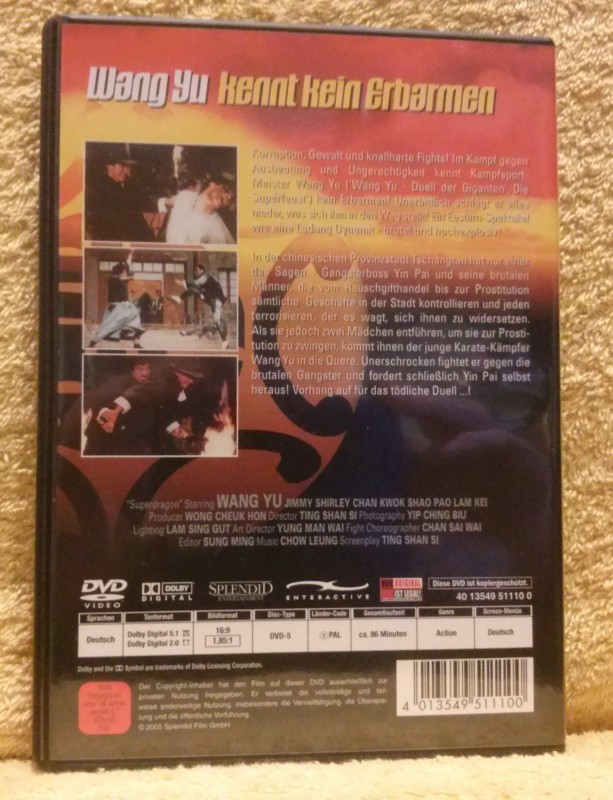 Wang Yu kennt kein Erbarmen
Korruption, Gewalt und knallharte Fights! Im Kampf gegen
Ausbeutung und Ungerechtigkeit kennt Kampfsport-
Meister Wang Yu ('Wang Yu - Duell der Giganten', 'Die
Superfaust') kein Erbarmen! Unerbittlich schlägt er alles
nieder, was sich ihm in den Weg stellt! Ein Eastern-Spektakel
wie eine Ladung Dynamit - brutal und hochexplosiv!
In der chinesischen Provinzstadt Tschangtau hat nur einer
das Sagen: Gangsterboss Yin Pai und seine brutalen
Männer, die vom Rauschgifthandel bis zur Prostitution
sämtliche Geschäfte in der Stadt kontrollieren und jeden
terrorisieren, der es wagt, sich ihnen zu widersetzen.
Als sie jedoch zwei Mädchen entführen, um sie zur Prosti-
tution zu zwingen, kommt ihnen der junge Karate-Kämpfer
Wang Yu in die Quere. Unerschrocken fightet er gegen die
brutalen Gangster und fordert schließlich Yin Pai selbst
heraus! Vorhang auf für das tödliche Duell ...!
"Superdragon" Starring WANG YU JIMMY SHIRLEY CHAN KWOK SHAO PAO LAM KEI
Producer WONG CHEUK HON Director TING SHAN SI Photography YIP CHING BIU
Lighting LAM SING GUT Art Director YUNG MAN WAI Fight Choreographer CHAN SAI WAI
Editor SUNG MING Music CHOW LEUNG Screenplay TING SHAN SI
DVD VIDEO
DOLBY DIGITAL
SPLENDID ENTERTAINMENT
INTERACTIVE
NUR ORIGINAL IST LEGAL!
Diese DVD ist kopiergeschützt.
40 13549 51110 0
Sprachen Tonformat Bildformat Disc-Type Länder-Code Gesamtlaufzeit Genre Screen-Menüs
Deutsch Dolby Digital 5.1 Dolby Digital 2.0 16:9 1,85:1 DVD-5 2 PAL ca. 86 Minuten Action Deutsch
Dolby and the DD Symbol are trademarks of Dolby Licensing Corporation.
Der Copyright-Inhaber hat den Film auf dieser DVD ausschließlich zur
privaten Nutzung freigegeben. Er verbietet die vollständige und teil-
weise anderweitige Nutzung, insbesondere die Vervielfältigung, die Überspie-
lung und die öffentliche Vorführung.
© 2005 Splendid Film GmbH
4 013549 511100